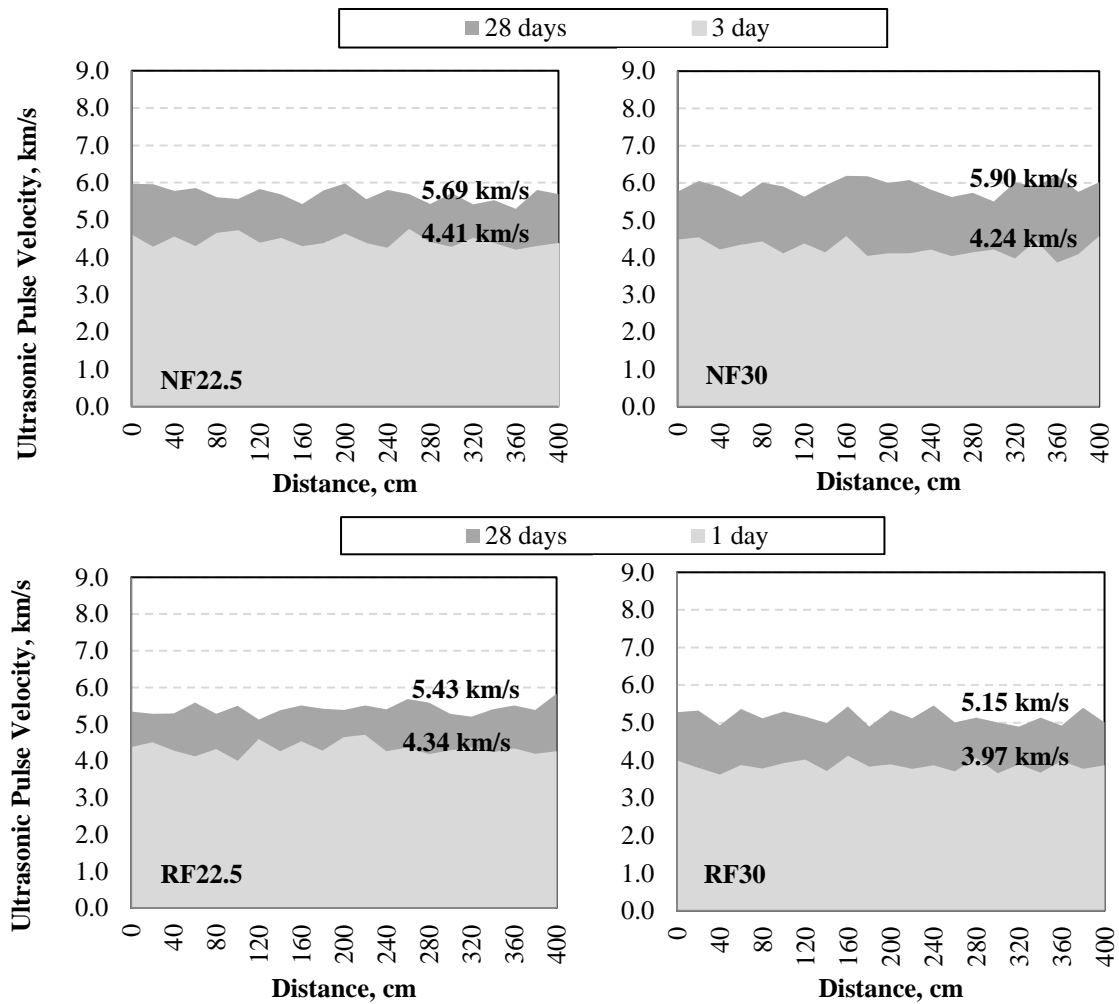 28 days 3 day
Ultrasonic Pulse Velocity, km/s
9.0
8.0
7.0
6.0
5.0
4.0
3.0
2.0
1.0
0.0
5.69 km/s
4.41 km/s
NF22.5
0 40 80 120 160 200 240 280 320 360 400
Distance, cm
9.0
8.0
7.0
6.0
5.0
4.0
3.0
2.0
1.0
0.0
5.90 km/s
4.24 km/s
NF30
0 40 80 120 160 200 240 280 320 360 400
Distance, cm
28 days 1 day
Ultrasonic Pulse Velocity, km/s
9.0
8.0
7.0
6.0
5.0
4.0
3.0
2.0
1.0
0.0
5.43 km/s
4.34 km/s
RF22.5
0 40 80 120 160 200 240 280 320 360 400
Distance, cm
9.0
8.0
7.0
6.0
5.0
4.0
3.0
2.0
1.0
0.0
5.15 km/s
3.97 km/s
RF30
0 40 80 120 160 200 240 280 320 360 400
Distance, cm